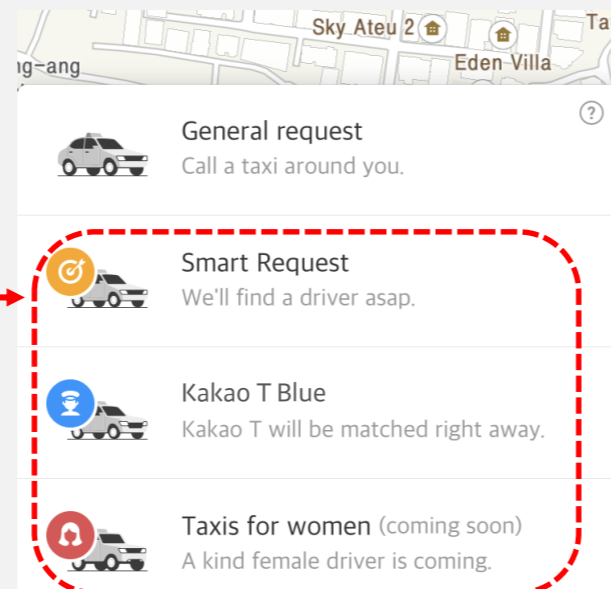 Sky Ateu 2
Ta
ng-ang
Eden Villa
General request
Call a taxi around you.
?
Smart Request
We'll find a driver asap.
Kakao T Blue
Kakao T will be matched right away.
Taxis for women (coming soon)
A kind female driver is coming.